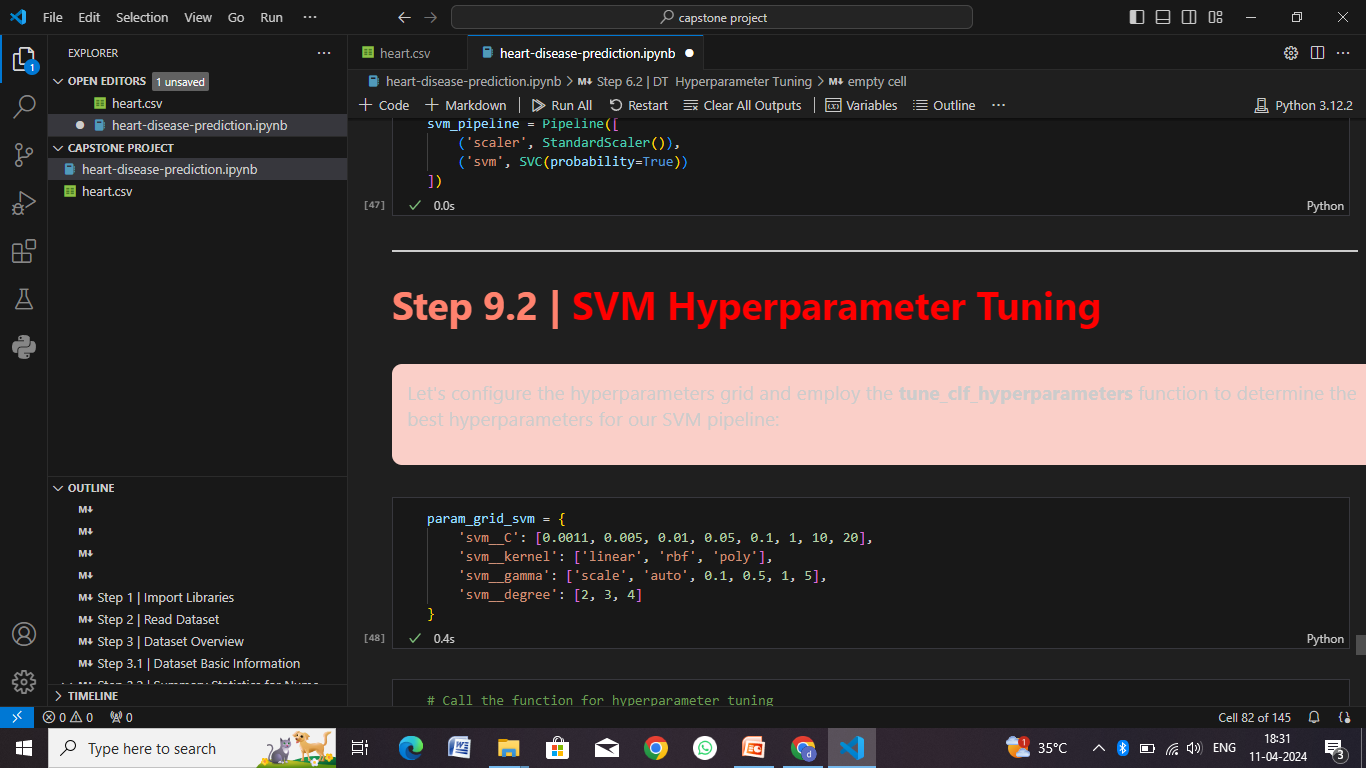 File Edit Selection View Go Run ···
capstone project
EXPLORER ···
OPEN EDITORS 1 unsaved
heart.csv
heart-disease-prediction.ipynb
CAPSTONE PROJECT
heart-disease-prediction.ipynb
heart.csv
OUTLINE
M↓
M↓
M↓
M↓
M↓ Step 1 | Import Libraries
M↓ Step 2 | Read Dataset
M↓ Step 3 | Dataset Overview
M↓ Step 3.1 | Dataset Basic Information
TIMELINE
heart.csv heart-disease-prediction.ipynb
heart-disease-prediction.ipynb > M↓ Step 6.2 | DT Hyperparameter Tuning > M↓ empty cell
+ Code + Markdown | Run All Restart Clear All Outputs | Variables Outline ··· Python 3.12.2
svm_pipeline = Pipeline([
('scaler', StandardScaler()),
('svm', SVC(probability=True))
])
[47] ✓ 0.0s Python
Step 9.2 | SVM Hyperparameter Tuning
Let's configure the hyperparameters grid and employ the tune_clf_hyperparameters function to determine the
best hyperparameters for our SVM pipeline:
param_grid_svm = {
'svm__C': [0.0011, 0.005, 0.01, 0.05, 0.1, 1, 10, 20],
'svm__kernel': ['linear', 'rbf', 'poly'],
'svm__gamma': ['scale', 'auto', 0.1, 0.5, 1, 5],
'svm__degree': [2, 3, 4]
}
[48] ✓ 0.4s Python
# Call the function for hyperparameter tuning
0 0 0 Cell 82 of 145
Type here to search 35°C ENG 18:31
11-04-2024 3